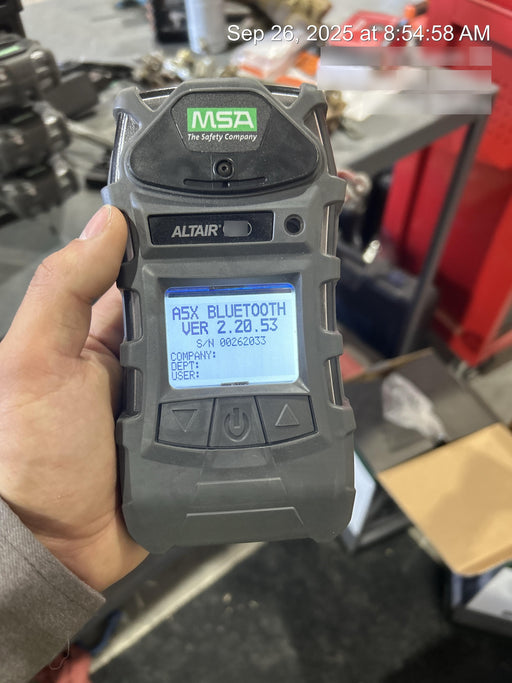 Sep 26, 2025 at 8:54:58 AM
MSA
The Safety Company
ALTAIR®
A5X BLUETOOTH
VER 2.20.53
S/N 00262033
COMPANY:
DEPT:
USER: